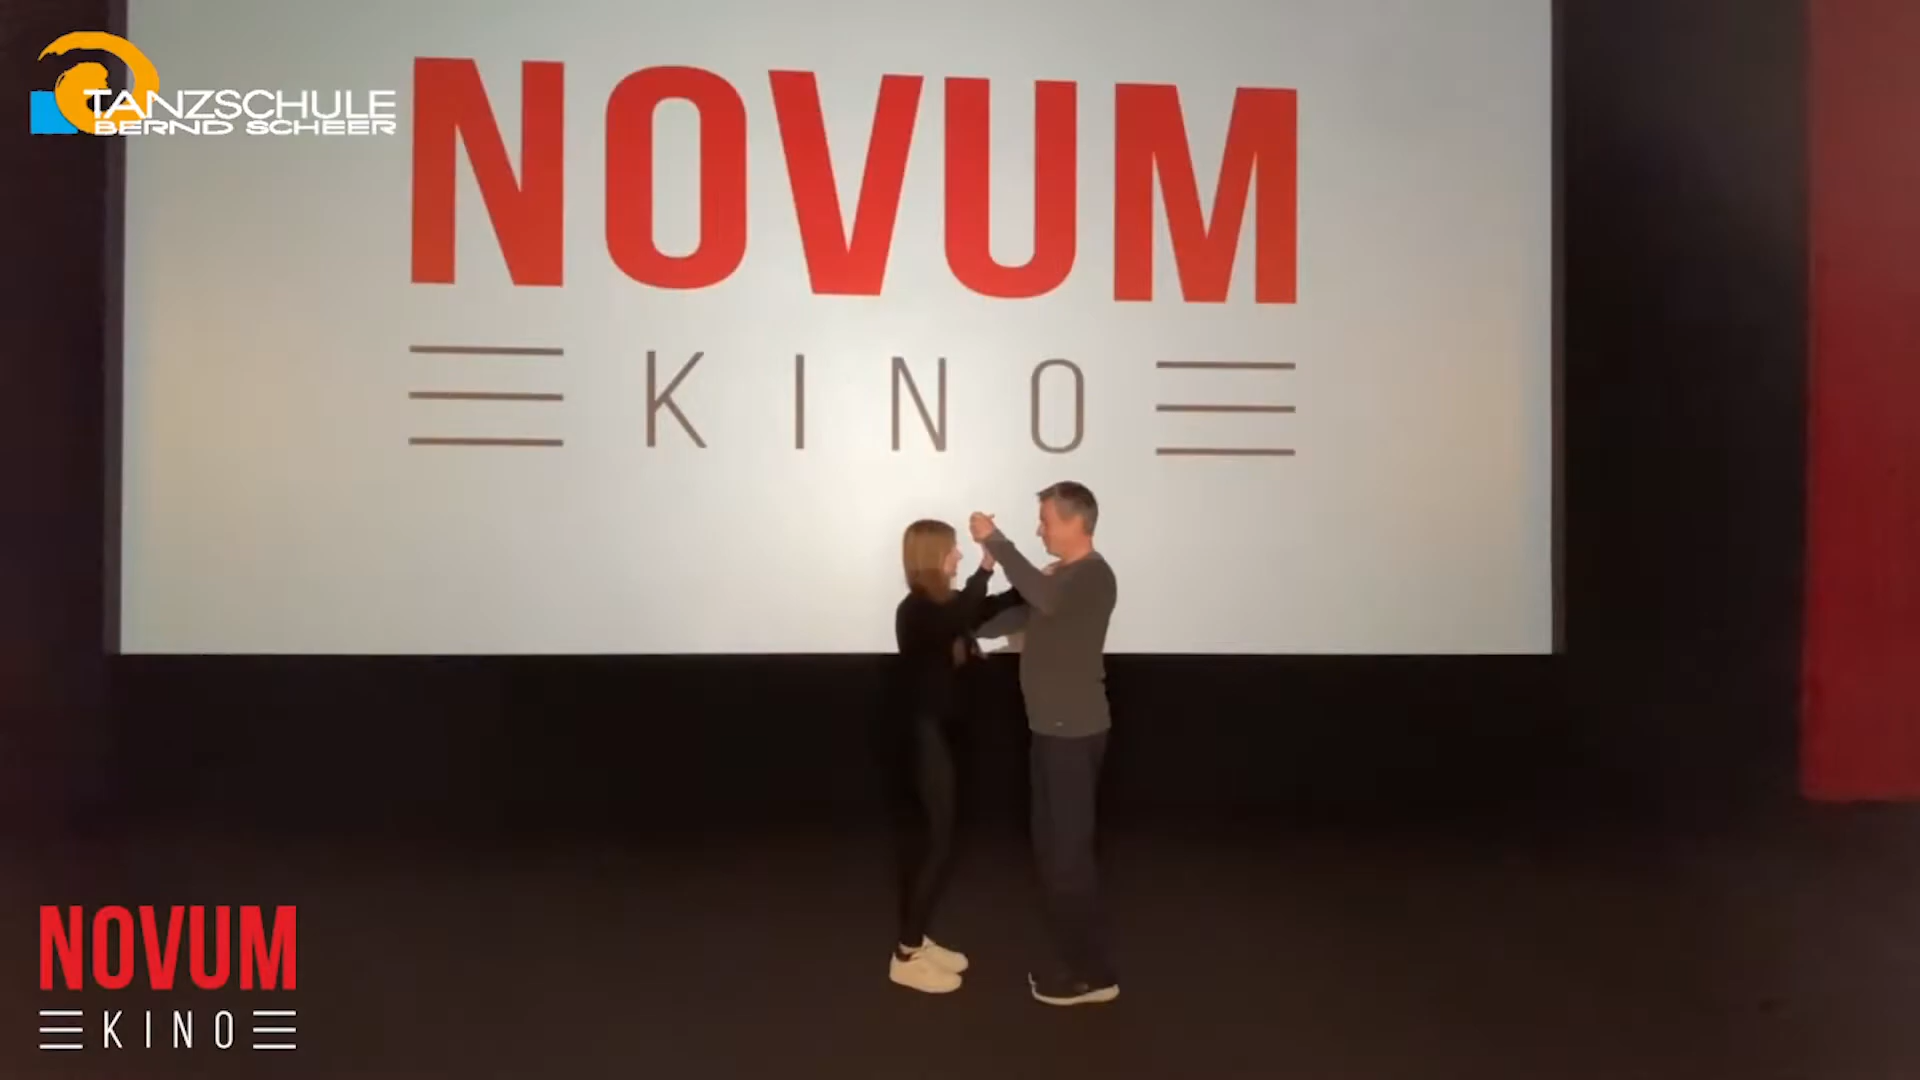 TANZSCHULE
BERND SCHEER
NOVUM
KINO
NOVUM
KINO